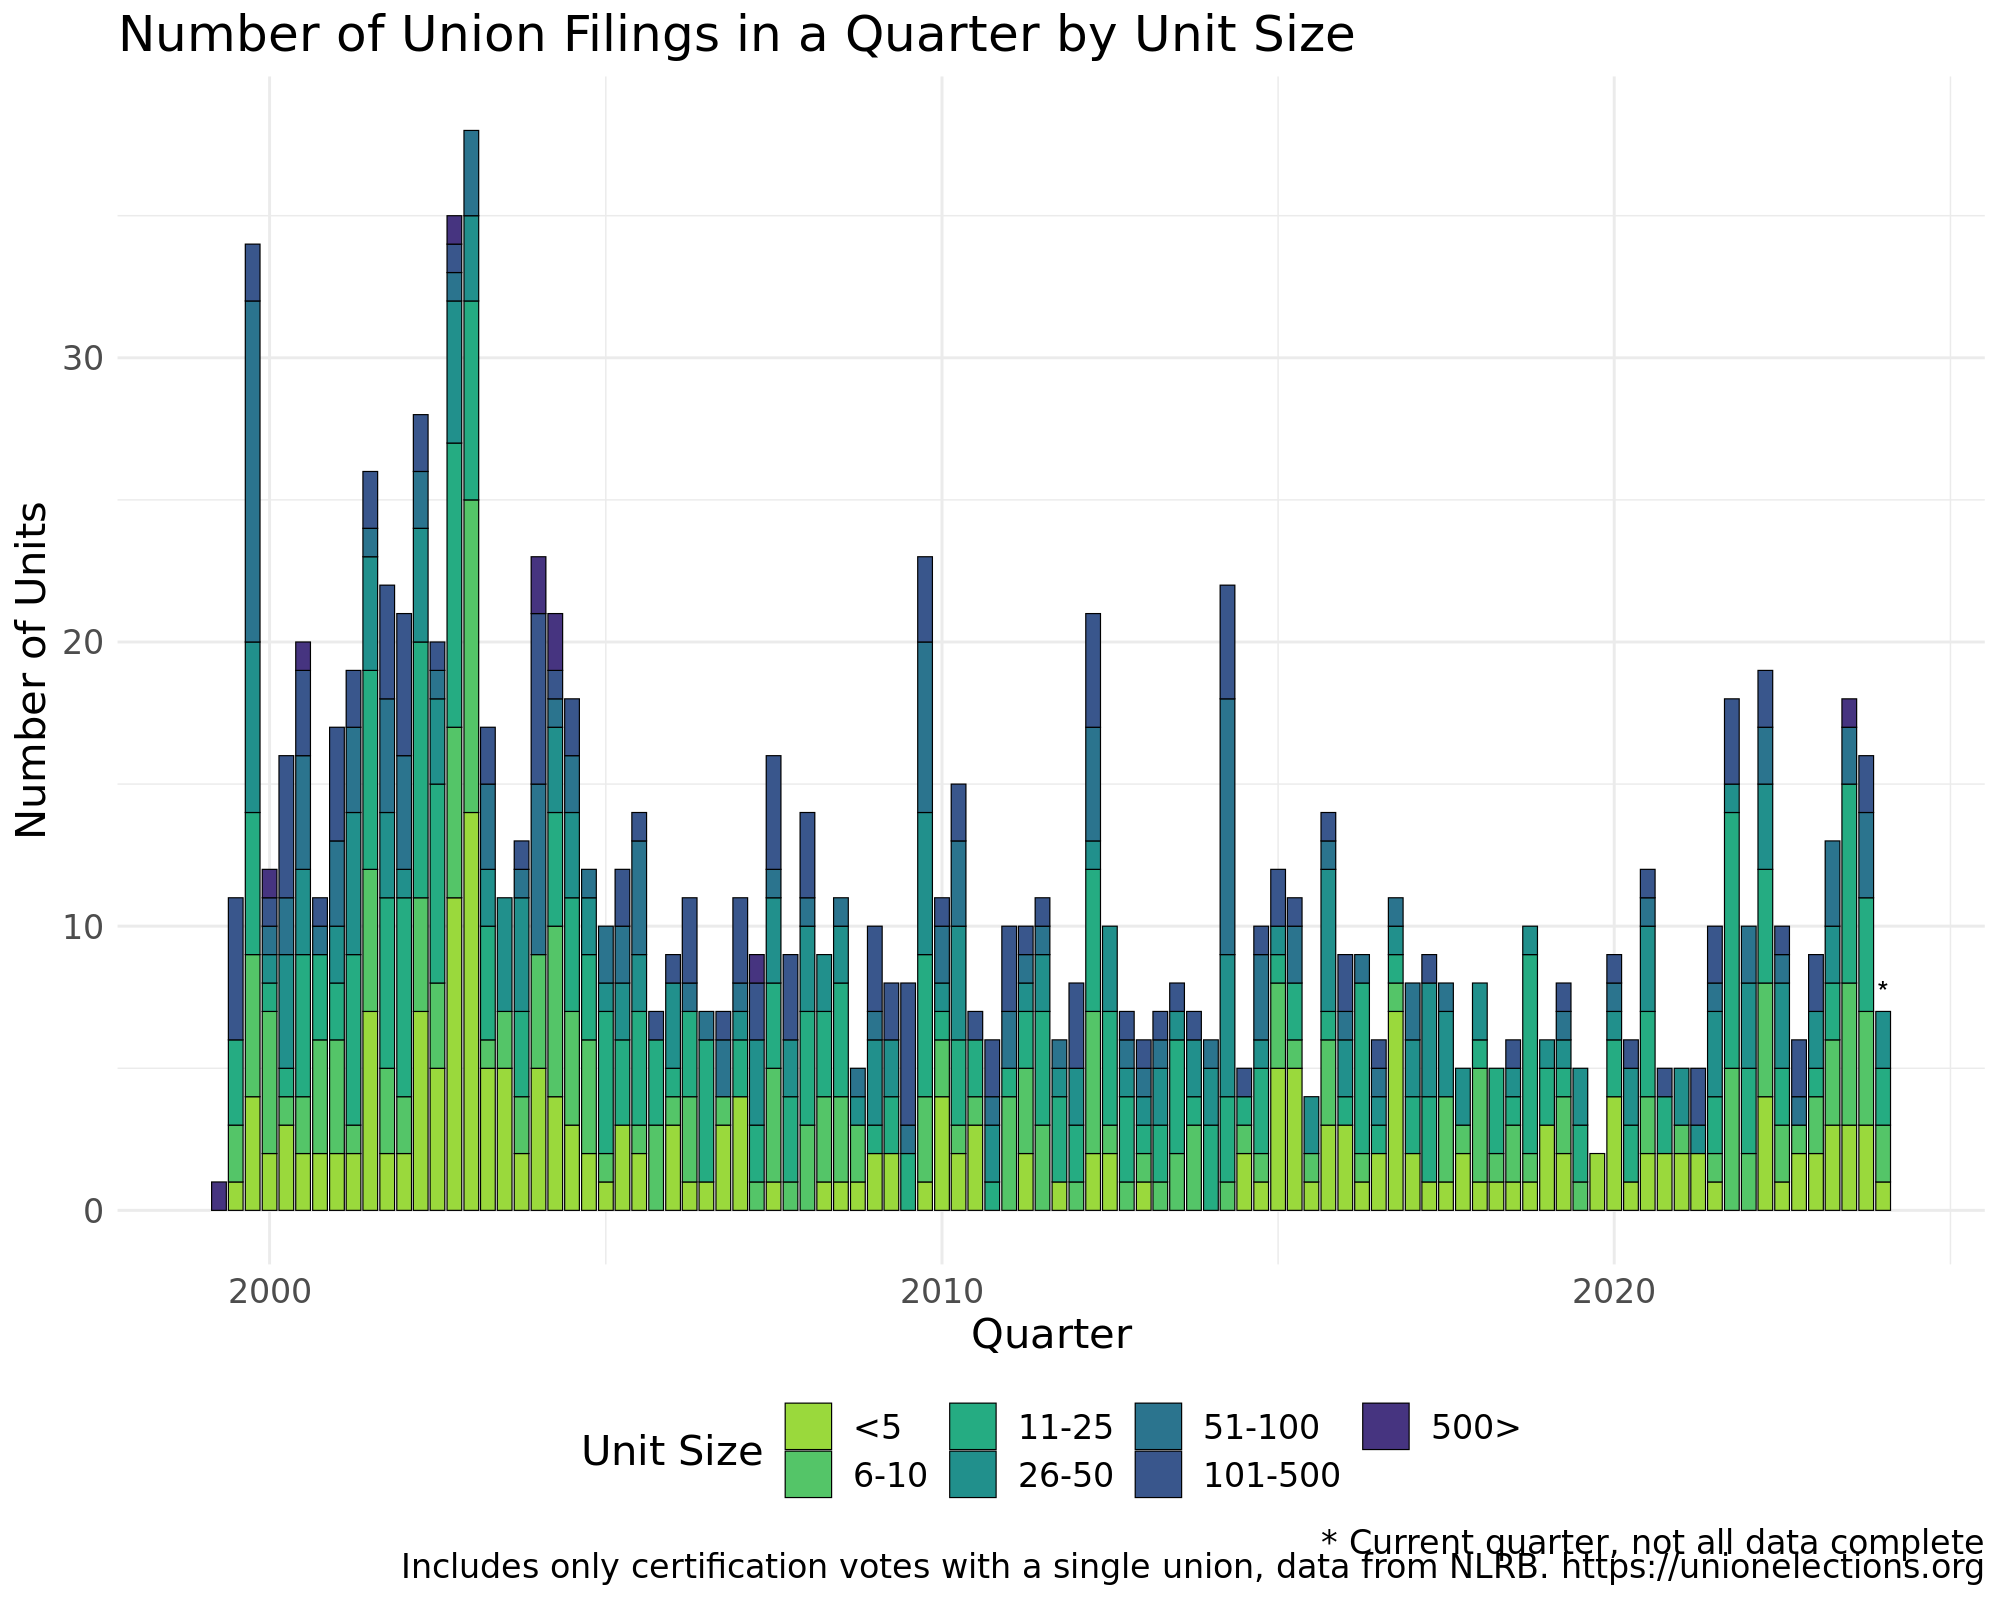 Number of Union Filings in a Quarter by Unit Size
Number of Units
30
20
10
0
*
2000 2010 2020
Quarter
Unit Size
<5 11-25 51-100 500>
6-10 26-50 101-500
* Current quarter, not all data complete
Includes only certification votes with a single union, data from NLRB. https://unionelections.org